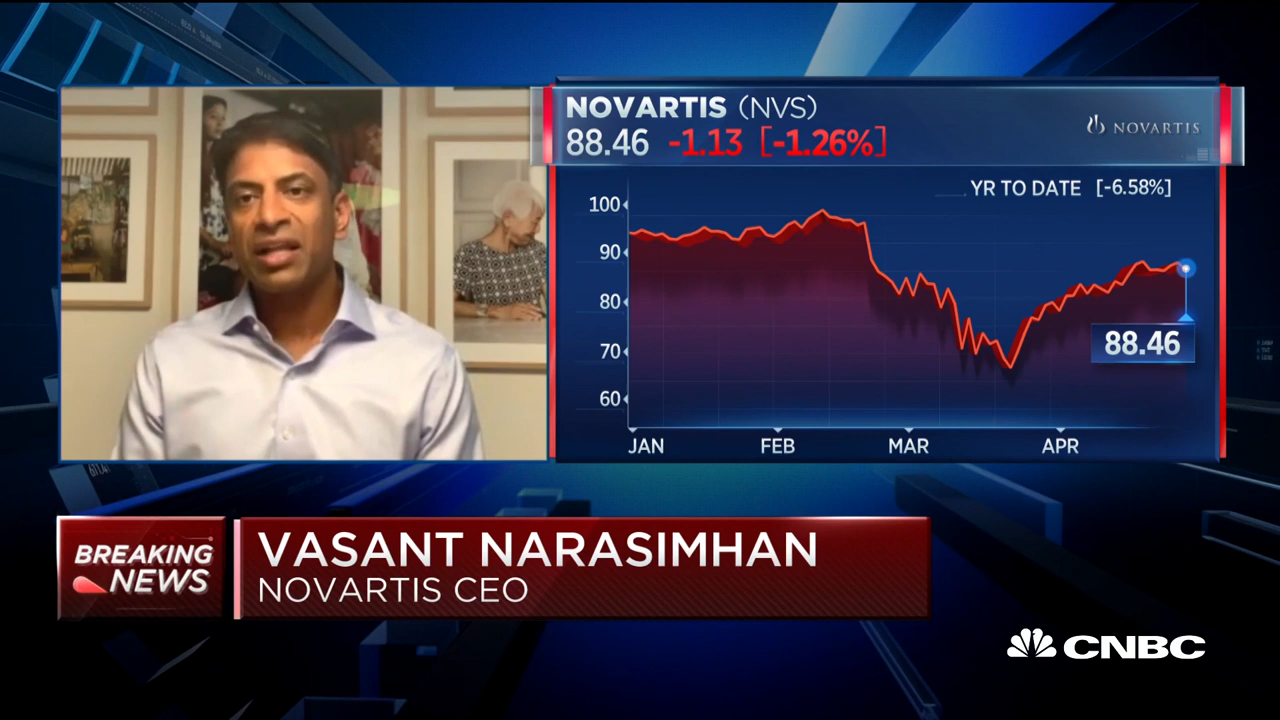 NOVARTIS (NVS)
88.46 -1.13 [-1.26%]
NOVARTIS
YR TO DATE [-6.58%]
100
90
80
70
60
88.46
JAN FEB MAR APR
BREAKING
NEWS
VASANT NARASIMHAN
NOVARTIS CEO
CNBC